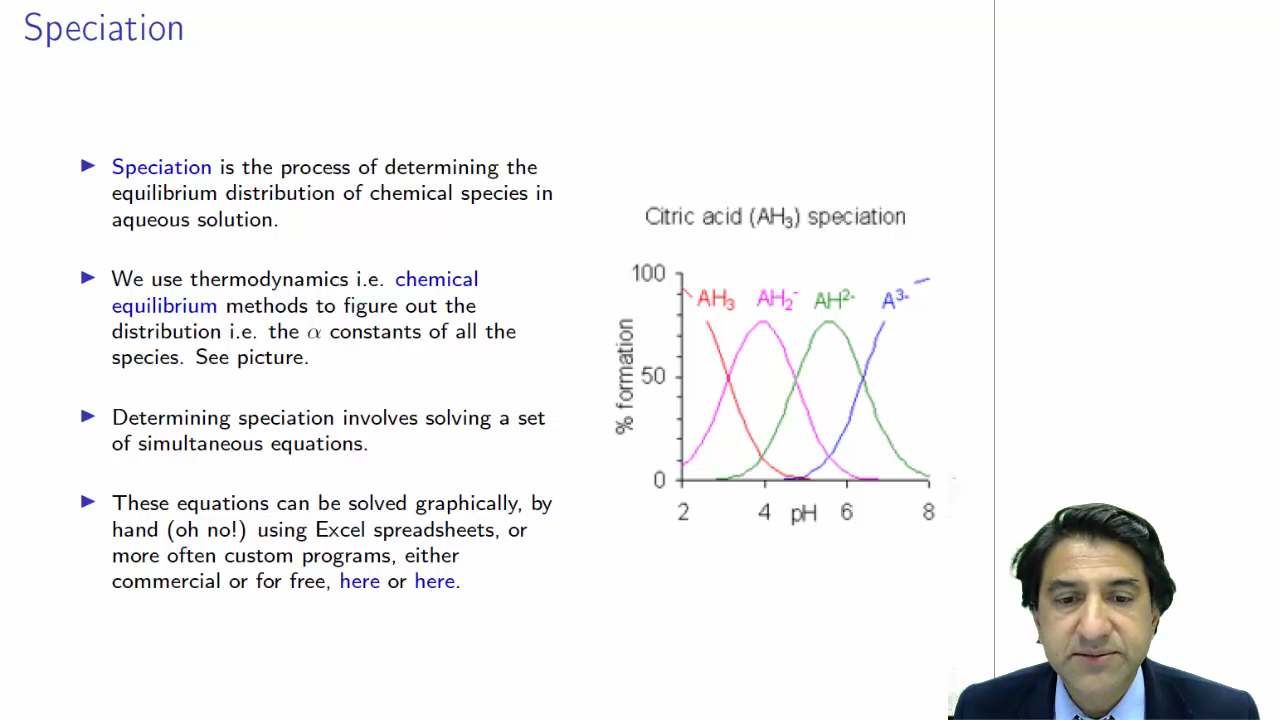 Speciation
▶ Speciation is the process of determining the
equilibrium distribution of chemical species in
aqueous solution.
▶ We use thermodynamics i.e. chemical
equilibrium methods to figure out the
distribution i.e. the α constants of all the
species. See picture.
▶ Determining speciation involves solving a set
of simultaneous equations.
▶ These equations can be solved graphically, by
hand (oh no!) using Excel spreadsheets, or
more often custom programs, either
commercial or for free, here or here.
Citric acid (AH₃) speciation
100
AH₃ AH₂⁻ AH²⁻ A³⁻
% formation
50
0
2 4 pH 6 8